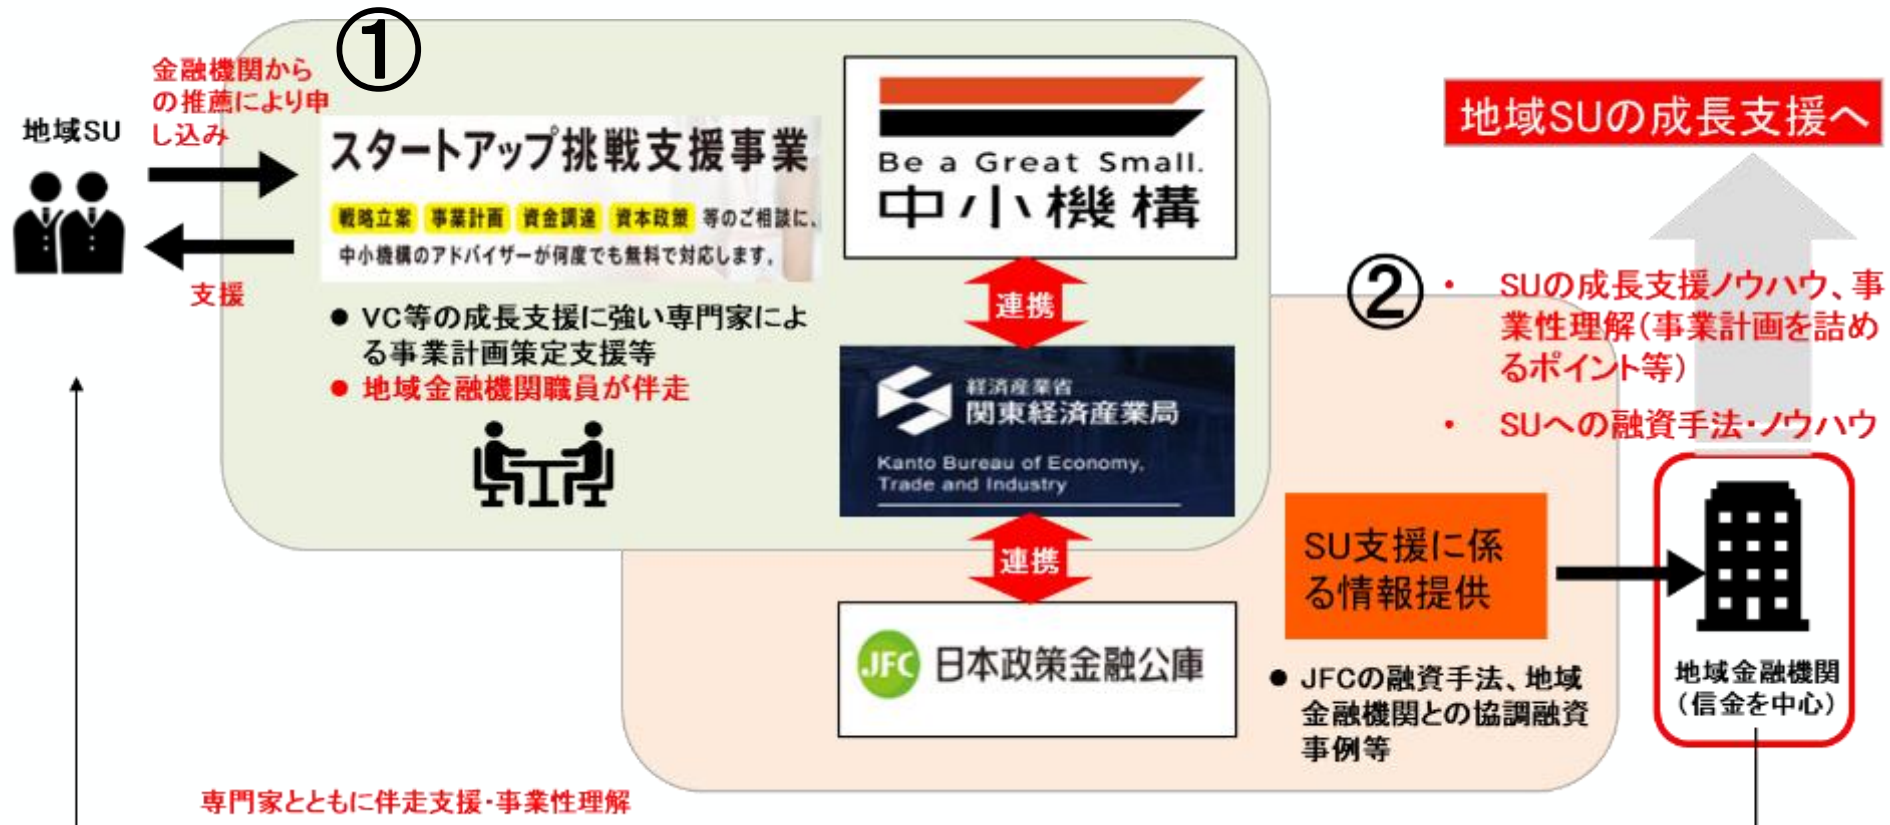 ①
金融機関から
の推薦により申
し込み
地域SU
支援
スタートアップ挑戦支援事業
戦略立案 事業計画 資金調達 資本政策 等のご相談に、
中小機構のアドバイザーが何度でも無料で対応します。
● VC等の成長支援に強い専門家によ
る事業計画策定支援等
● 地域金融機関職員が伴走
Be a Great Small.
中小機構
連携
経済産業省
関東経済産業局
Kanto Bureau of Economy,
Trade and Industry
連携
JFC 日本政策金融公庫
②
地域SUの成長支援へ
・ SUの成長支援ノウハウ、事
業性理解(事業計画を詰め
るポイント等)
・ SUへの融資手法・ノウハウ
SU支援に係
る情報提供
● JFCの融資手法、地域
金融機関との協調融資
事例等
地域金融機関
(信金を中心)
専門家とともに伴走支援・事業性理解